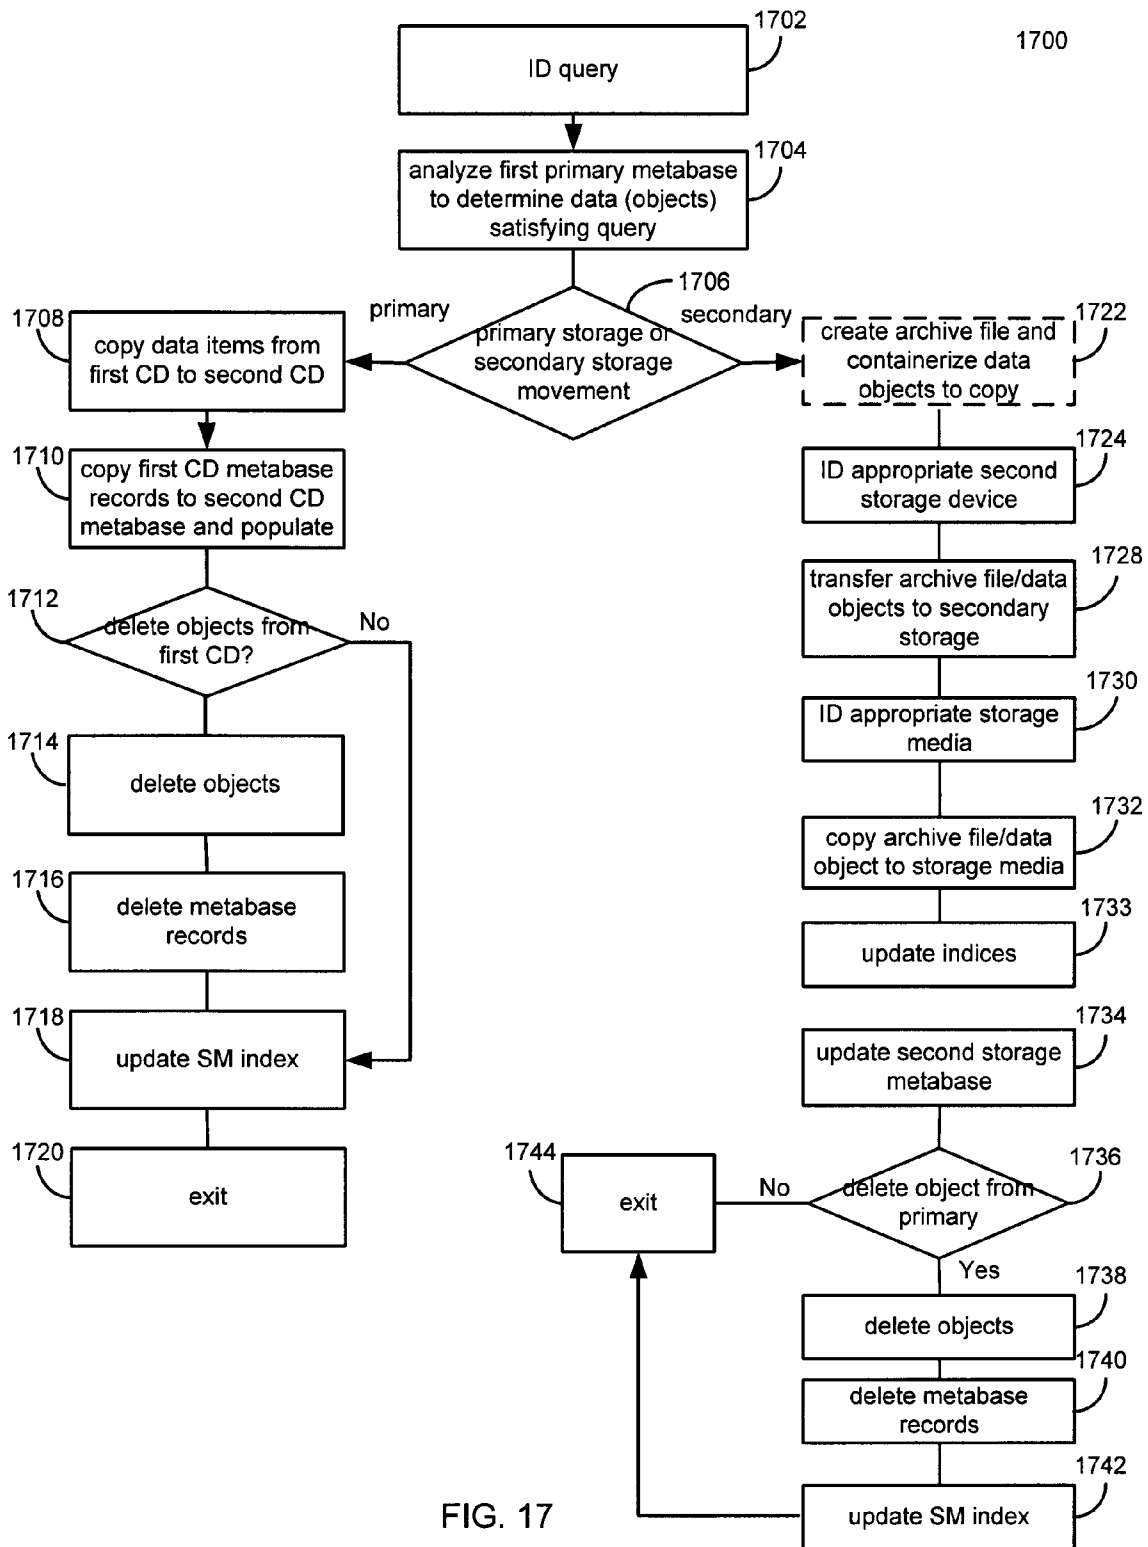 1700
1702
ID query
1704
analyze first primary metabase
to determine data (objects)
satisfying query
1706
primary
secondary
primary storage or
secondary storage
movement
1708
copy data items from
first CD to second CD
1710
copy first CD metabase
records to second CD
metabase and populate
1712
delete objects from
first CD?
No
1714
delete objects
1716
delete metabase
records
1718
update SM index
1720
exit
1722
create archive file and
containerize data
objects to copy
1724
ID appropriate second
storage device
1728
transfer archive file/data
objects to secondary
storage
1730
ID appropriate storage
media
1732
copy archive file/data
object to storage media
1733
update indices
1734
update second storage
metabase
1736
delete object from
primary
No
1744
exit
Yes
1738
delete objects
1740
delete metabase
records
1742
update SM index
FIG. 17